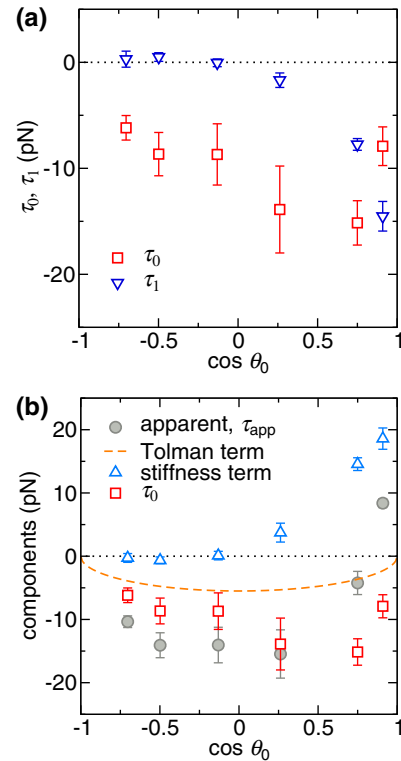 (a)
0
-10
-20
τ₀, τ₁ (pN)
τ₀
τ₁
-1 -0.5 0 0.5 1
cos θ₀
(b)
20
10
0
-10
-20
components (pN)
apparent, τapp
Tolman term
stiffness term
τ₀
-1 -0.5 0 0.5 1
cos θ₀